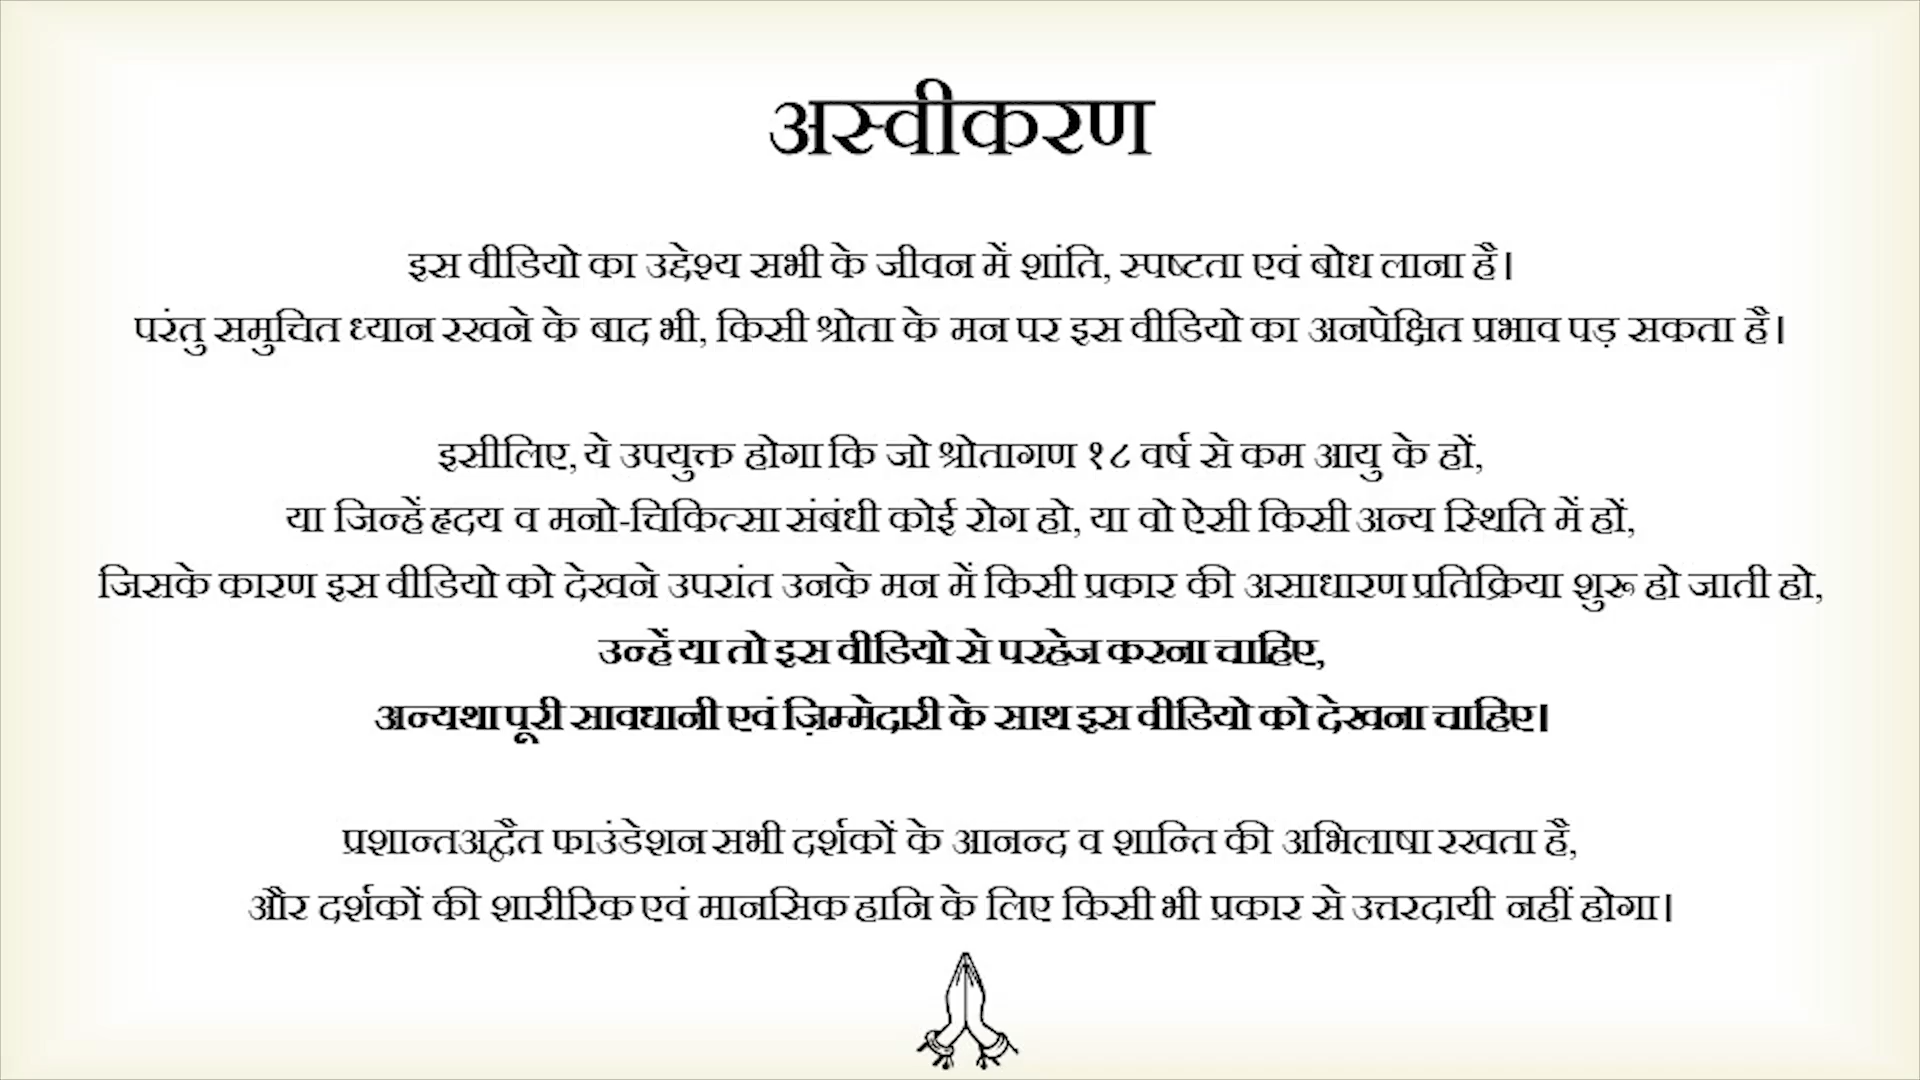 अस्वीकरण
इस वीडियो का उद्देश्य सभी के जीवन में शांति, स्पष्टता एवं बोध लाना है।
परंतु समुचित ध्यान रखने के बाद भी, किसी श्रोता के मन पर इस वीडियो का अनपेक्षित प्रभाव पड़ सकता है।
इसीलिए, ये उपयुक्त होगा कि जो श्रोतागण १८ वर्ष से कम आयु के हों,
या जिन्हें हृदय व मनो-चिकित्सा संबंधी कोई रोग हो, या वो ऐसी किसी अन्य स्थिति में हों,
जिसके कारण इस वीडियो को देखने उपरांत उनके मन में किसी प्रकार की असाधारण प्रतिक्रिया शुरू हो जाती हो,
उन्हें या तो इस वीडियो से परहेज करना चाहिए,
अन्यथा पूरी सावधानी एवं ज़िम्मेदारी के साथ इस वीडियो को देखना चाहिए।
प्रशान्तअद्वैत फाउंडेशन सभी दर्शकों के आनन्द व शान्ति की अभिलाषा रखता है,
और दर्शकों की शारीरिक एवं मानसिक हानि के लिए किसी भी प्रकार से उत्तरदायी नहीं होगा।